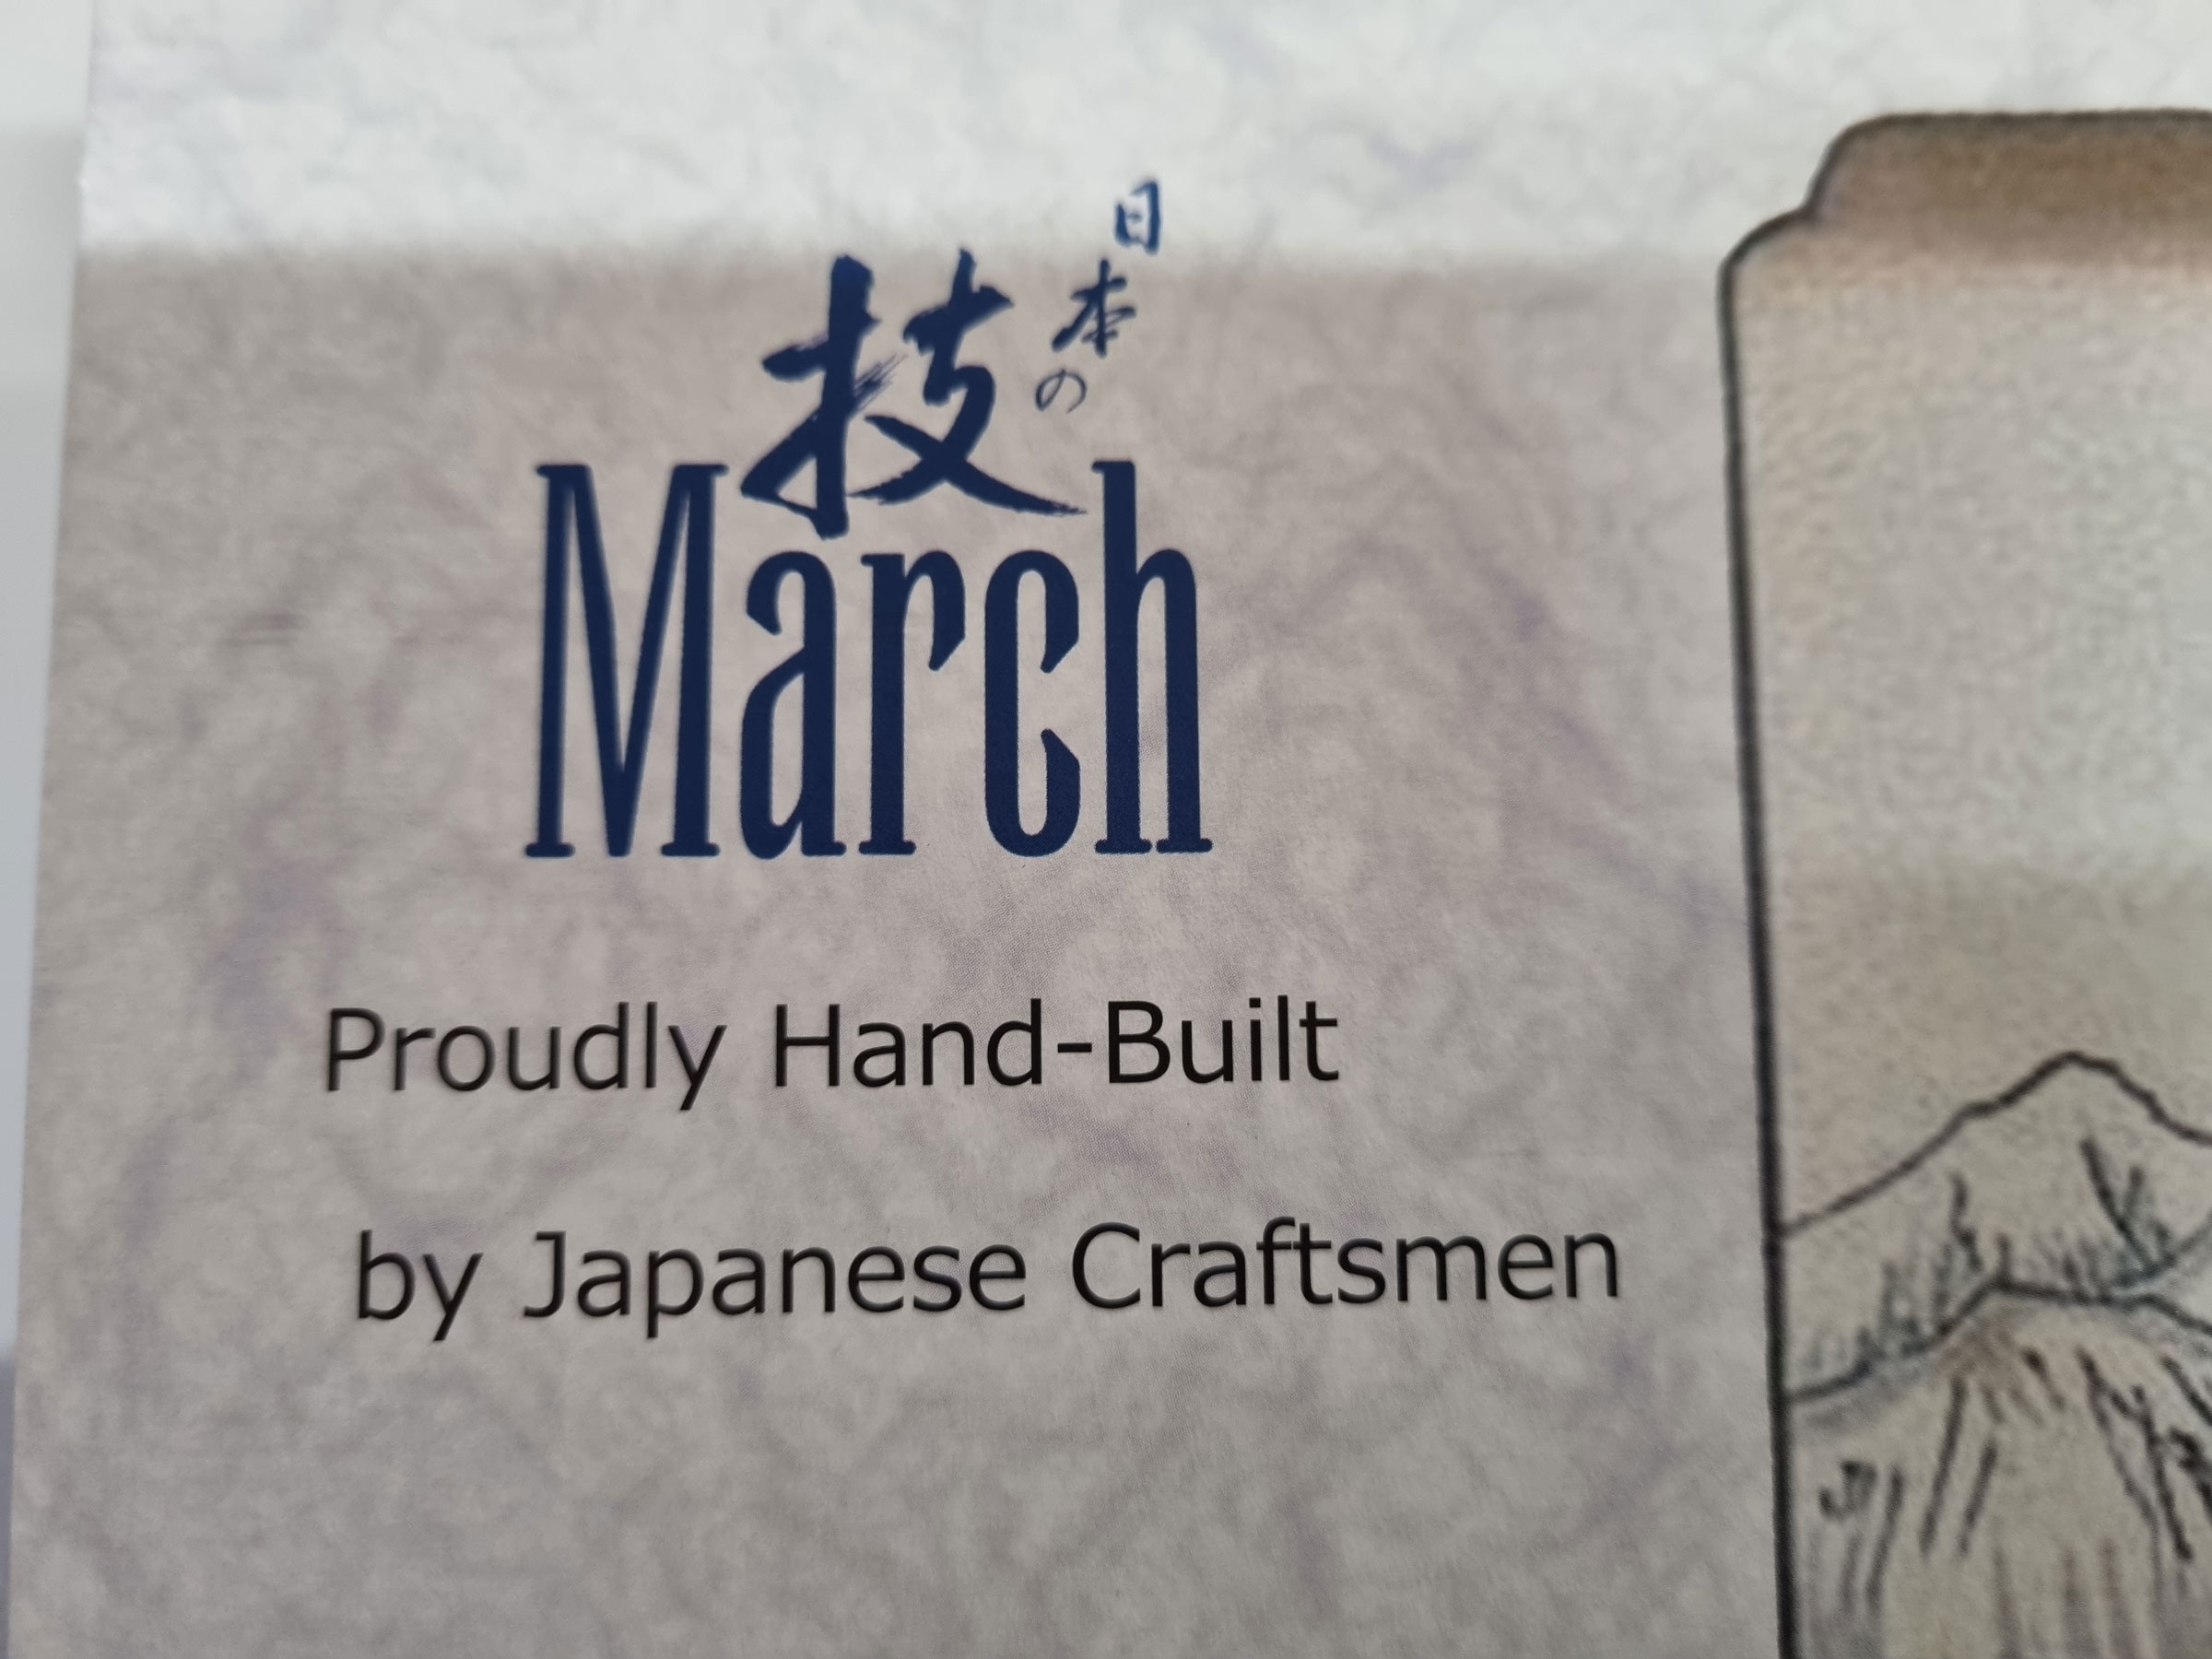 日本の
技
March
Proudly Hand-Built
by Japanese Craftsmen